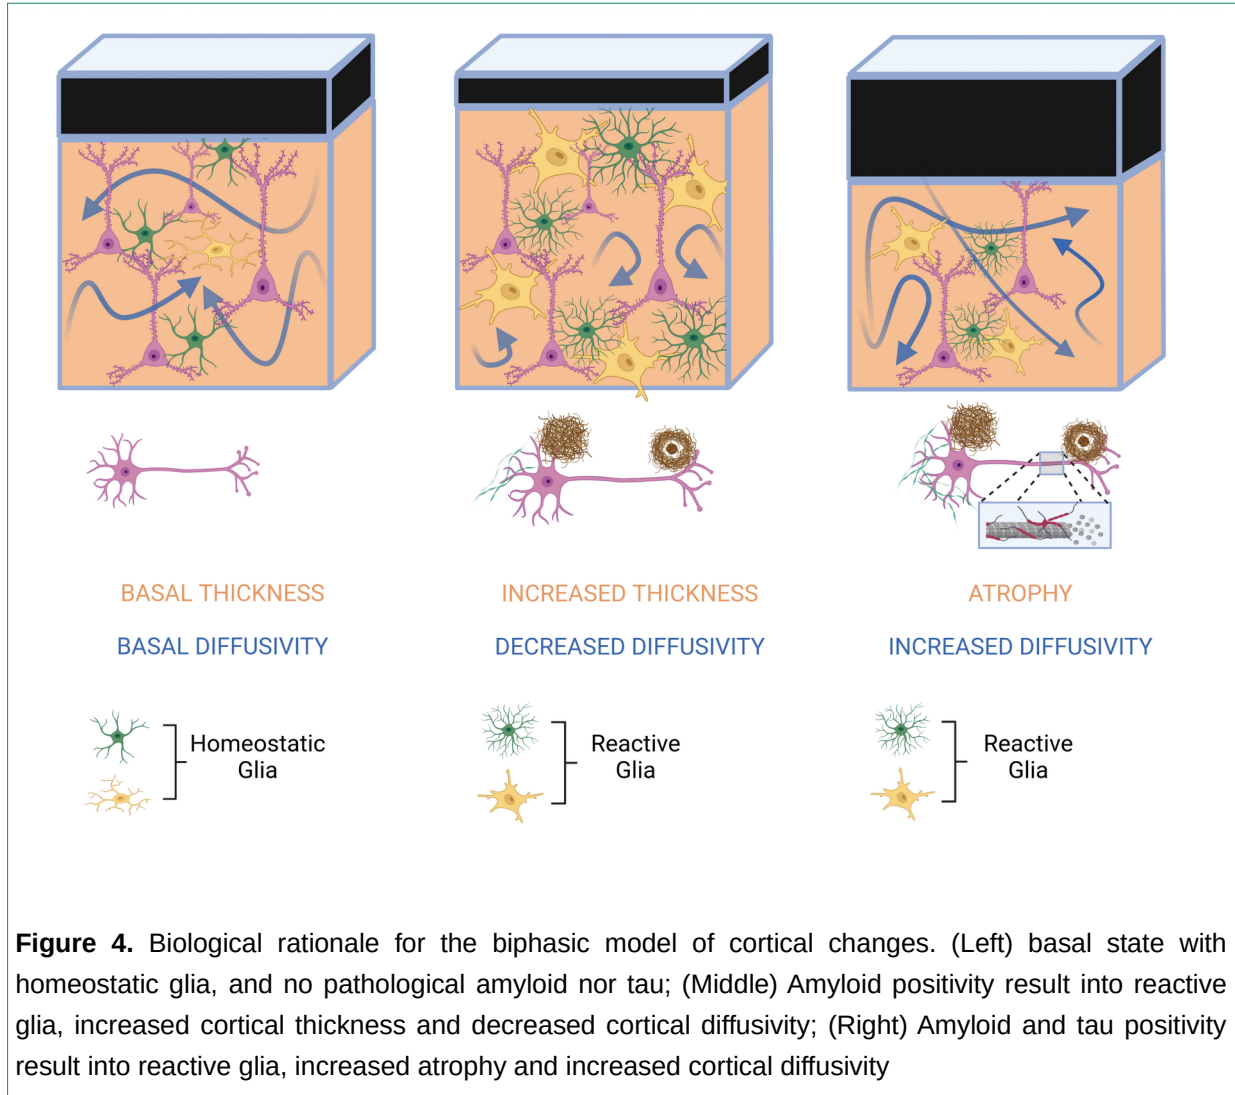 BASAL THICKNESS
INCREASED THICKNESS
ATROPHY
BASAL DIFFUSIVITY
DECREASED DIFFUSIVITY
INCREASED DIFFUSIVITY
Homeostatic
Glia
Reactive
Glia
Reactive
Glia
Figure 4. Biological rationale for the biphasic model of cortical changes. (Left) basal state with
homeostatic glia, and no pathological amyloid nor tau; (Middle) Amyloid positivity result into reactive
glia, increased cortical thickness and decreased cortical diffusivity; (Right) Amyloid and tau positivity
result into reactive glia, increased atrophy and increased cortical diffusivity